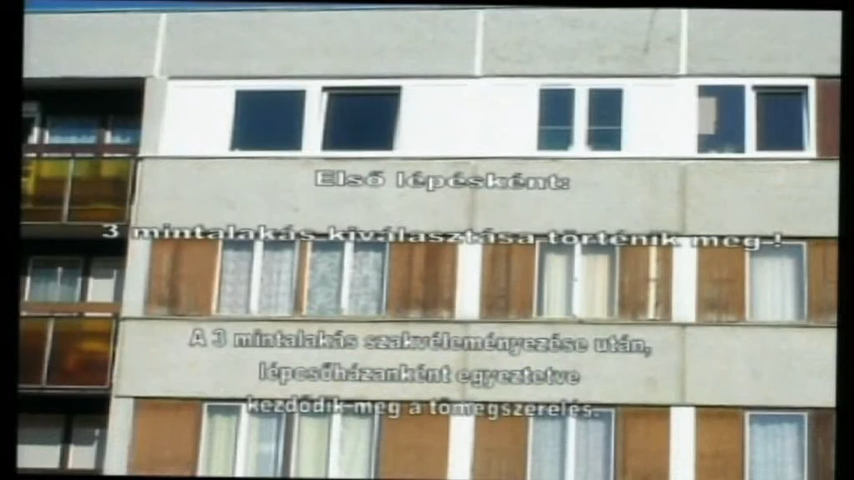 Első lépésként:
3 mintalakás kiválasztása történik meg !
A 3 mintalakás szakvéleményezése után,
lépcsőházanként egyeztetve
kezdődik meg a tömegszerelés.